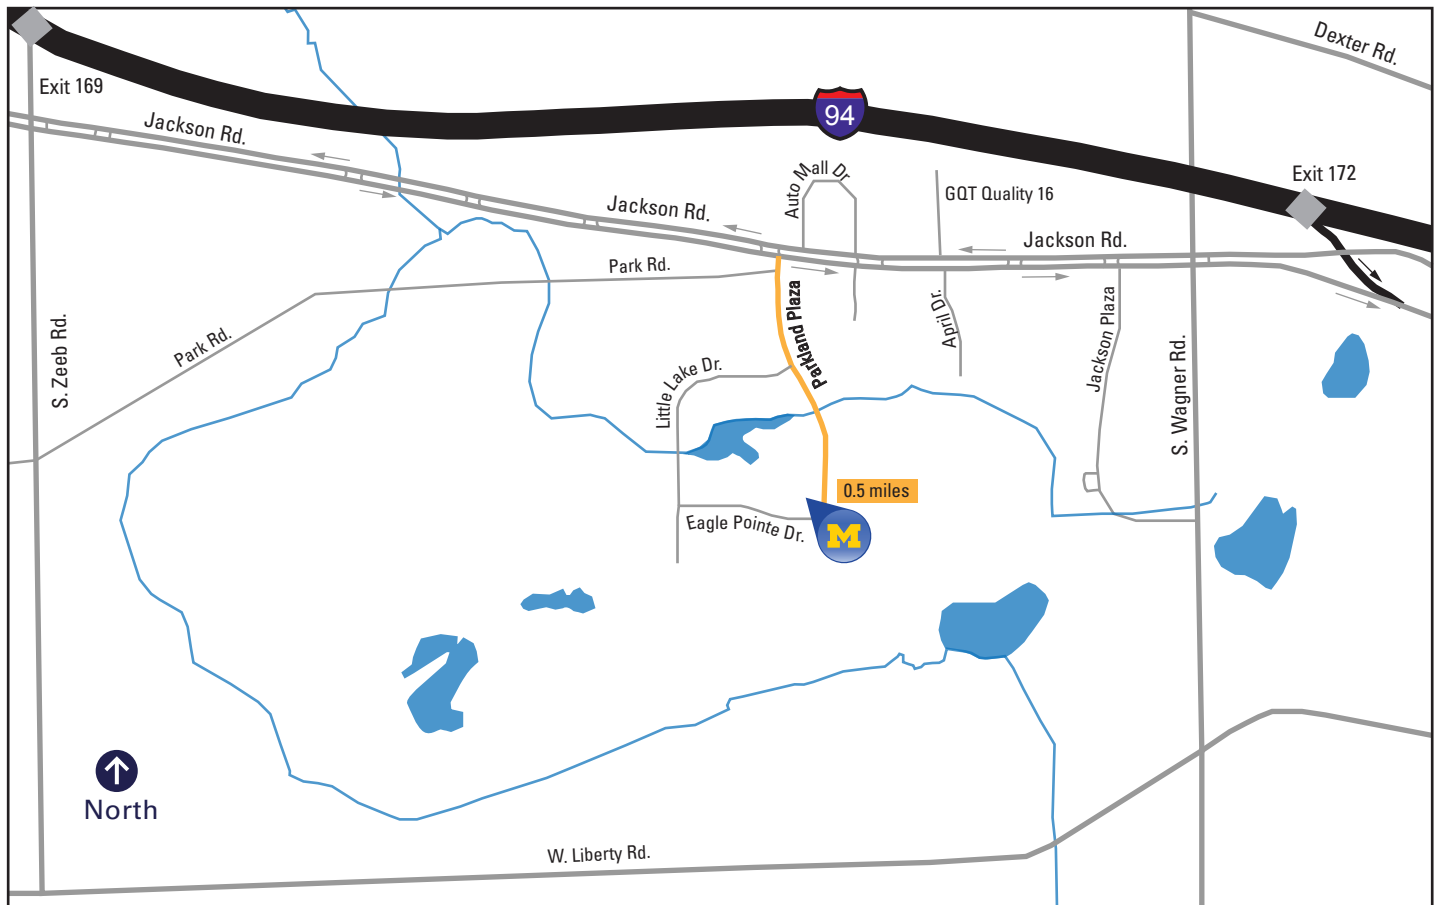 Dexter Rd.
Exit 169
94
Jackson Rd.
Exit 172
Auto Mall Dr
GQT Quality 16
Jackson Rd.
Jackson Rd.
Park Rd.
Parkland Plaza
April Dr.
Jackson Plaza
S. Zeeb Rd.
Park Rd.
S. Wagner Rd.
Little Lake Dr.
0.5 miles
Eagle Pointe Dr.
M
North
W. Liberty Rd.